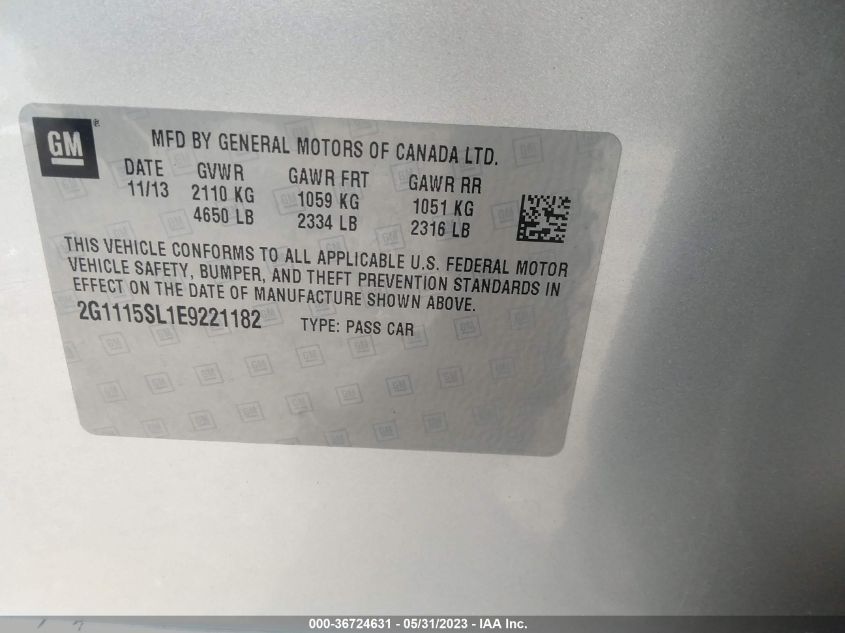 GM®
MFD BY GENERAL MOTORS OF CANADA LTD.
DATE GVWR GAWR FRT GAWR RR
11/13 2110 KG 1059 KG 1051 KG
4650 LB 2334 LB 2316 LB
THIS VEHICLE CONFORMS TO ALL APPLICABLE U.S. FEDERAL MOTOR
VEHICLE SAFETY, BUMPER, AND THEFT PREVENTION STANDARDS IN
EFFECT ON THE DATE OF MANUFACTURE SHOWN ABOVE.
2G1115SL1E9221182 TYPE: PASS CAR
000-36724631 - 05/31/2023 - IAA Inc.